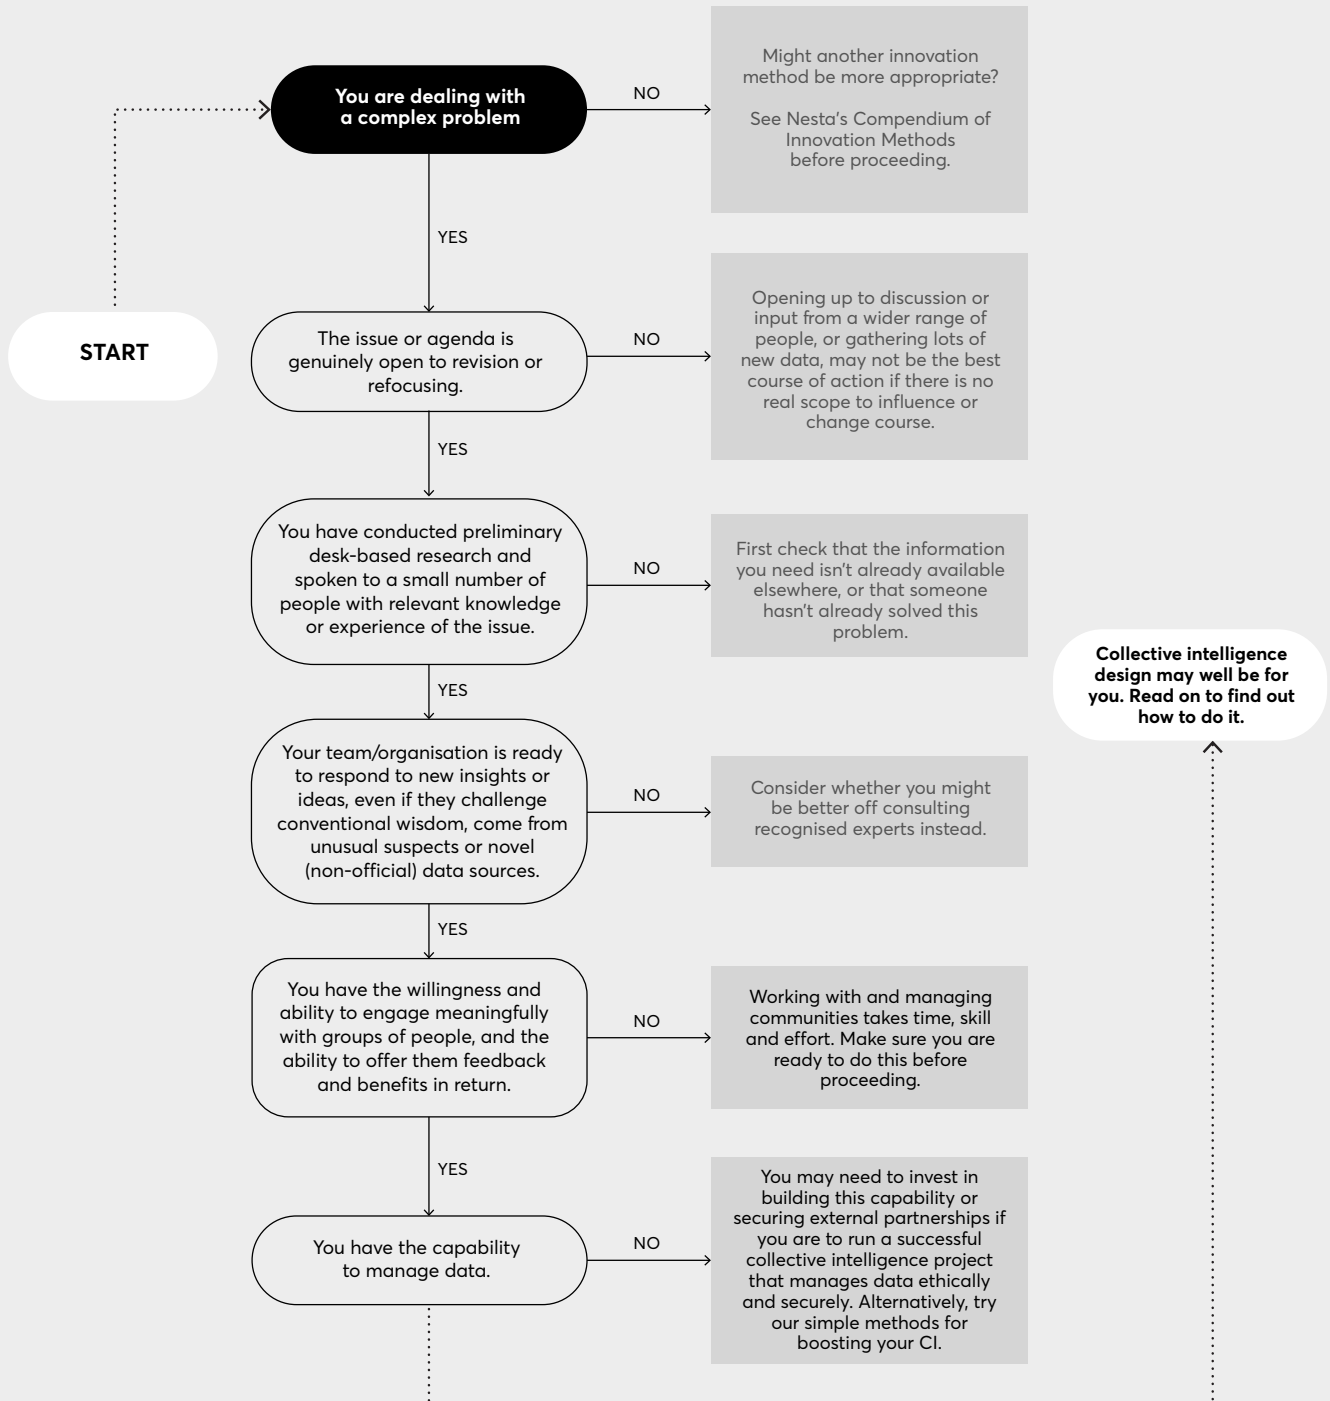 You are dealing with
a complex problem
NO
Might another innovation
method be more appropriate?
See Nesta's Compendium of
Innovation Methods
before proceeding.
YES
START
The issue or agenda is
genuinely open to revision or
refocusing.
NO
Opening up to discussion or
input from a wider range of
people, or gathering lots of
new data, may not be the best
course of action if there is no
real scope to influence or
change course.
YES
You have conducted preliminary
desk-based research and
spoken to a small number of
people with relevant knowledge
or experience of the issue.
NO
First check that the information
you need isn't already available
elsewhere, or that someone
hasn't already solved this
problem.
YES
Your team/organisation is ready
to respond to new insights or
ideas, even if they challenge
conventional wisdom, come from
unusual suspects or novel
(non-official) data sources.
NO
Consider whether you might
be better off consulting
recognised experts instead.
YES
You have the willingness and
ability to engage meaningfully
with groups of people, and the
ability to offer them feedback
and benefits in return.
NO
Working with and managing
communities takes time, skill
and effort. Make sure you are
ready to do this before
proceeding.
YES
You have the capability
to manage data.
NO
You may need to invest in
building this capability or
securing external partnerships if
you are to run a successful
collective intelligence project
that manages data ethically
and securely. Alternatively, try
our simple methods for
boosting your CI.
Collective intelligence
design may well be for
you. Read on to find out
how to do it.